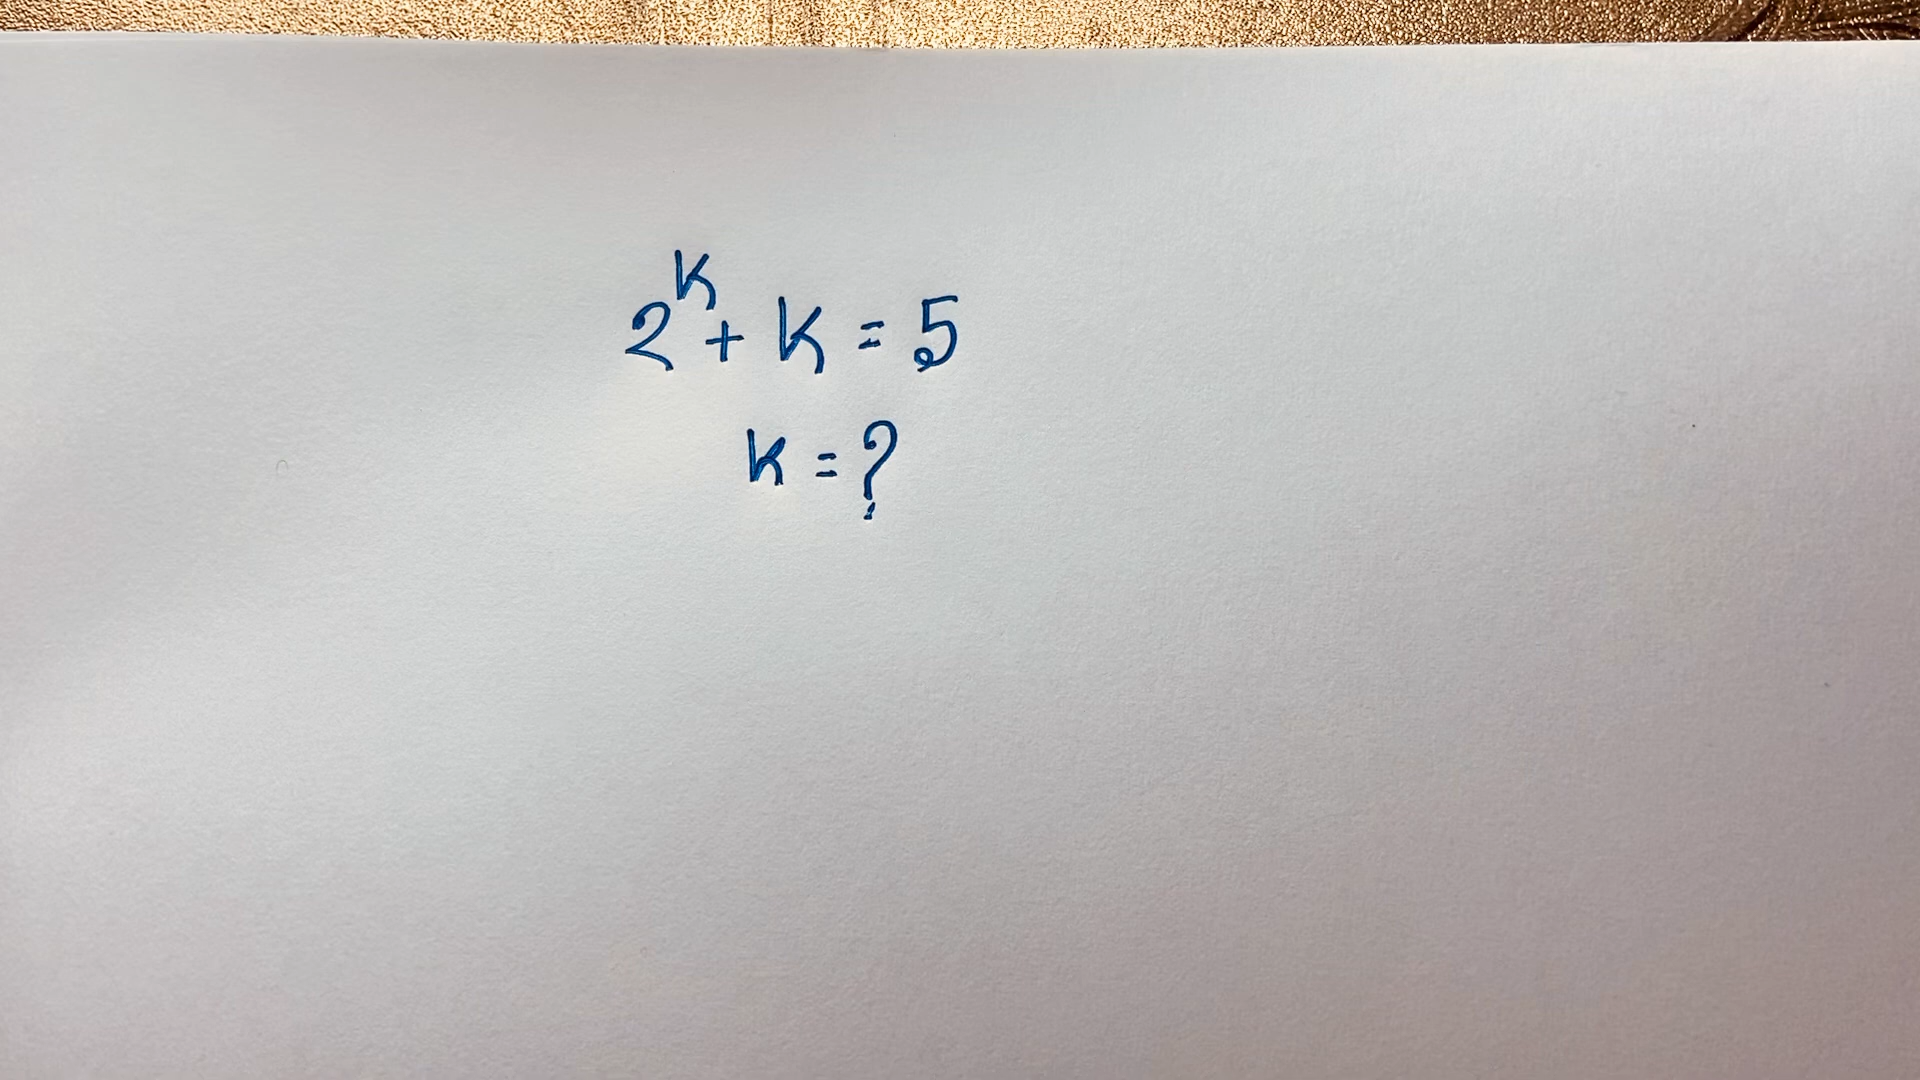 2^k + k = 5
k = ?